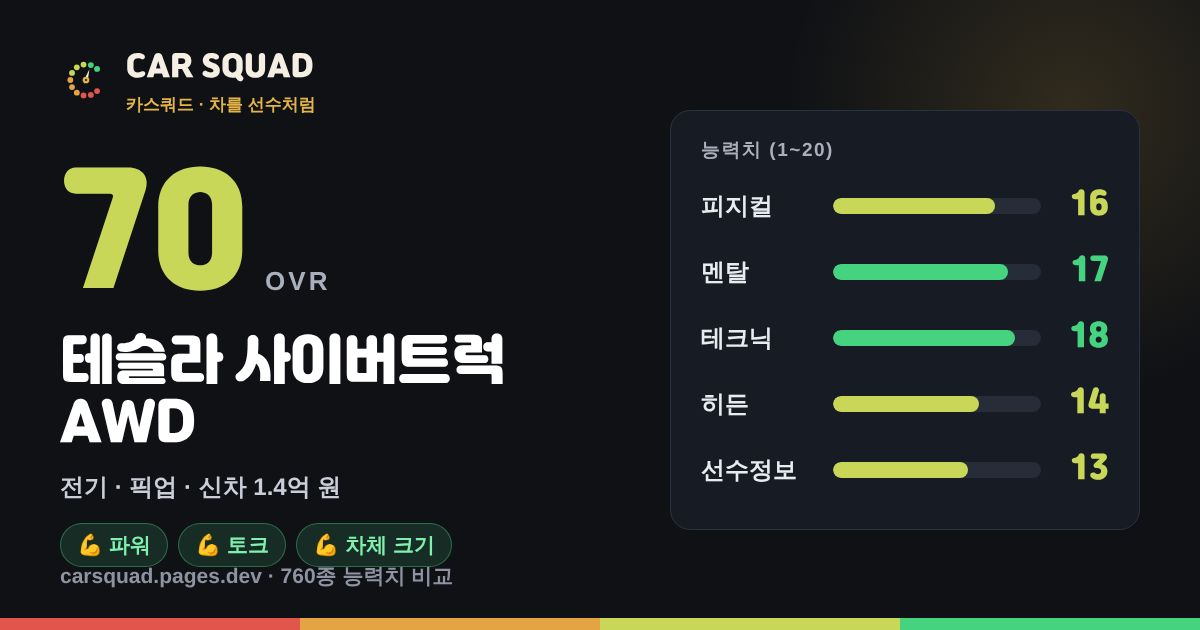 CAR SQUAD
카스쿼드 · 차를 선수처럼
70 OVR
테슬라 사이버트럭
AWD
전기 · 픽업 · 신차 1.4억 원
💪 파워 💪 토크 💪 차체 크기
carsquad.pages.dev · 760종 능력치 비교
능력치 (1~20)
피지컬 16
멘탈 17
테크닉 18
히든 14
선수정보 13